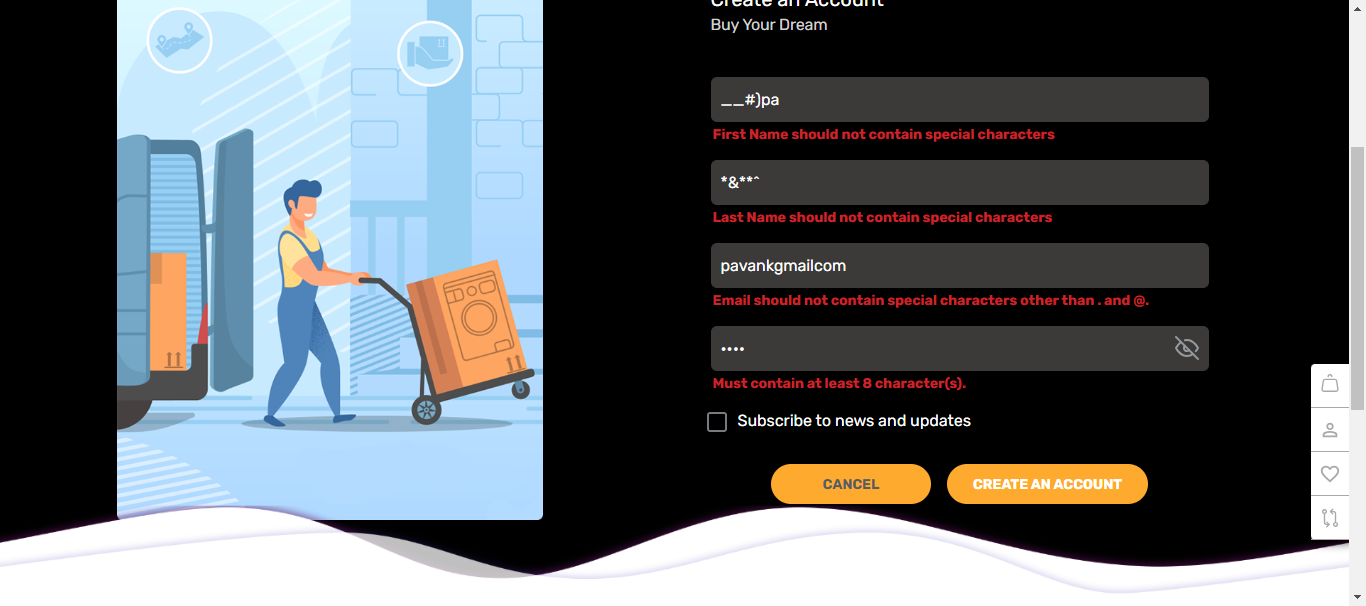 Create an Account
Buy Your Dream
__#)pa
First Name should not contain special characters
*&**^
Last Name should not contain special characters
pavankgmailcom
Email should not contain special characters other than . and @.
••••
Must contain at least 8 character(s).
Subscribe to news and updates
CANCEL
CREATE AN ACCOUNT